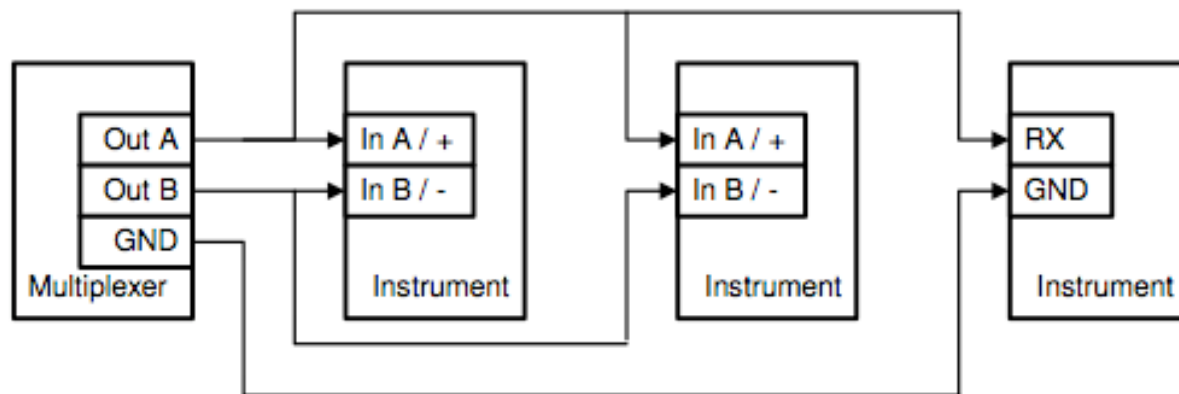 Out A
Out B
GND
Multiplexer
In A / +
In B / -
Instrument
In A / +
In B / -
Instrument
RX
GND
Instrument